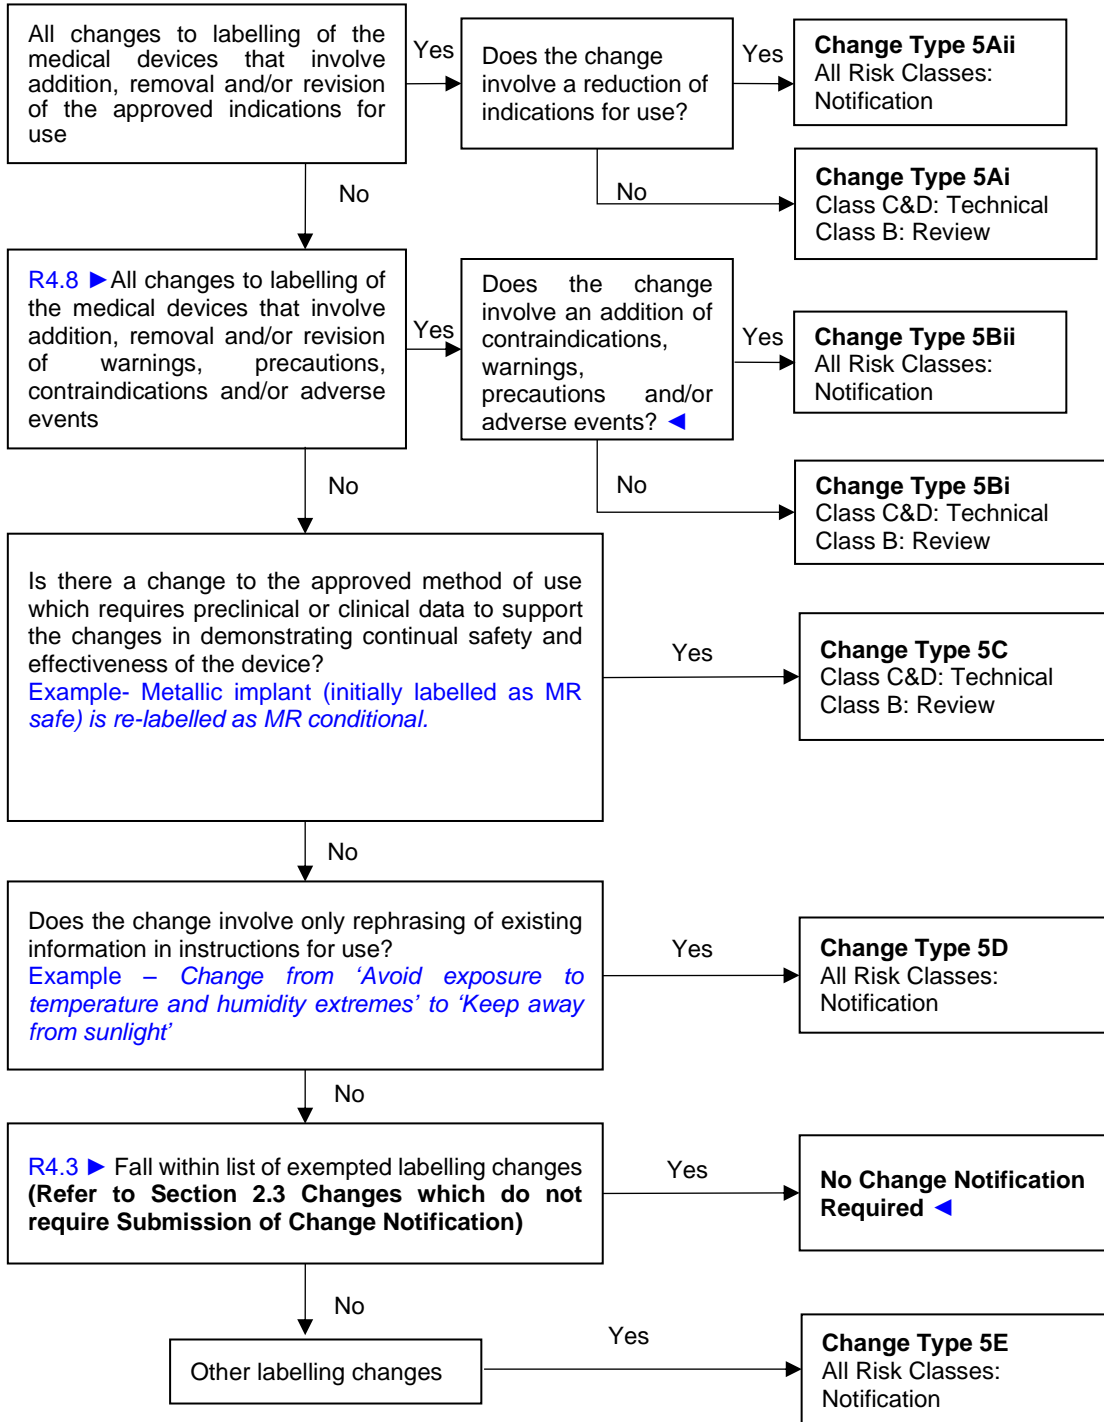 All changes to labelling of the
medical devices that involve
addition, removal and/or revision
of the approved indications for
use
Yes
Does the change
involve a reduction of
indications for use?
Yes
Change Type 5Aii
All Risk Classes:
Notification
No
No
Change Type 5Ai
Class C&D: Technical
Class B: Review
R4.8 ►All changes to labelling of
the medical devices that involve
addition, removal and/or revision
of warnings, precautions,
contraindications and/or adverse
events
Yes
Does the change
involve an addition of
contraindications,
warnings,
precautions and/or
adverse events? ◄
Yes
Change Type 5Bii
All Risk Classes:
Notification
No
No
Change Type 5Bi
Class C&D: Technical
Class B: Review
Is there a change to the approved method of use
which requires preclinical or clinical data to support
the changes in demonstrating continual safety and
effectiveness of the device?
Example- Metallic implant (initially labelled as MR
safe) is re-labelled as MR conditional.
Yes
Change Type 5C
Class C&D: Technical
Class B: Review
No
Does the change involve only rephrasing of existing
information in instructions for use?
Example – Change from ‘Avoid exposure to
temperature and humidity extremes’ to ‘Keep away
from sunlight’
Yes
Change Type 5D
All Risk Classes:
Notification
No
R4.3 ► Fall within list of exempted labelling changes
(Refer to Section 2.3 Changes which do not
require Submission of Change Notification)
Yes
No Change Notification
Required ◄
No
Other labelling changes
Yes
Change Type 5E
All Risk Classes:
Notification